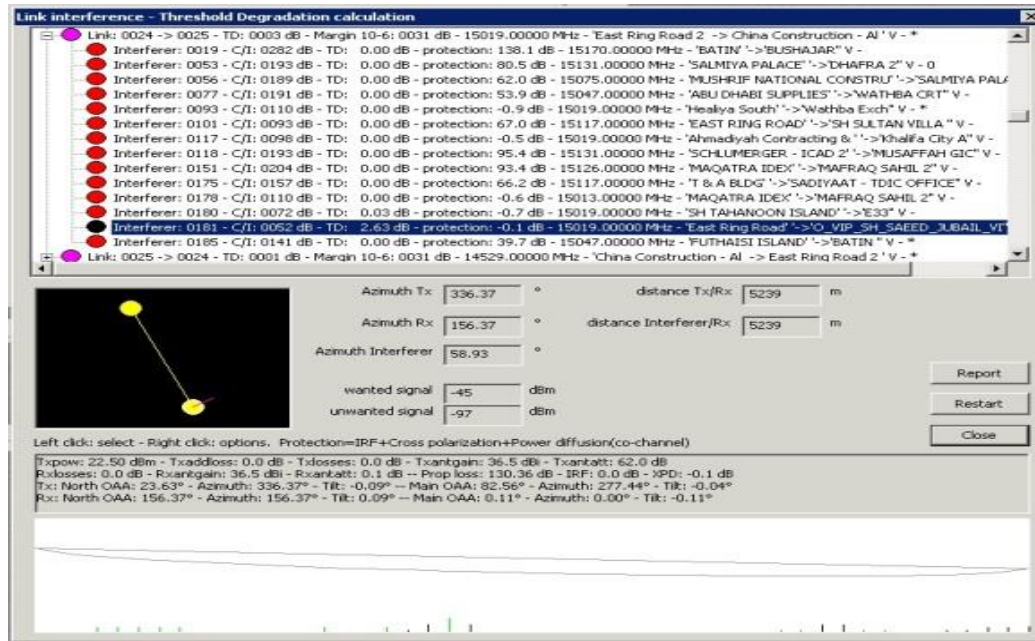 Link interference - Threshold Degradation calculation
Link: 0024 -> 0025 - TD: 0003 dB - Margin 10-6: 0031 dB - 15019.00000 MHz - 'East Ring Road 2 -> China Construction - Al ' V - *
Interferer: 0019 - C/I: 0282 dB - TD: 0.00 dB - protection: 138.1 dB - 15170.00000 MHz - 'BATIN' '->'BUSHAJAR" V -
Interferer: 0053 - C/I: 0193 dB - TD: 0.00 dB - protection: 80.5 dB - 15131.00000 MHz - 'SALMIYA PALACE' '->'DHAFRA 2" V - 0
Interferer: 0056 - C/I: 0189 dB - TD: 0.00 dB - protection: 62.0 dB - 15075.00000 MHz - 'MUSHRIF NATIONAL CONSTRU' '->'SALMIYA PALA
Interferer: 0077 - C/I: 0191 dB - TD: 0.00 dB - protection: 53.9 dB - 15047.00000 MHz - 'ABU DHABI SUPPLIES' '->'WATHBA CRT" V -
Interferer: 0093 - C/I: 0110 dB - TD: 0.00 dB - protection: -0.9 dB - 15019.00000 MHz - 'Healiya South' '->'Wathba Exch" V - *
Interferer: 0101 - C/I: 0093 dB - TD: 0.00 dB - protection: 67.0 dB - 15117.00000 MHz - 'EAST RING ROAD' '->'SH SULTAN VILLA " V -
Interferer: 0117 - C/I: 0098 dB - TD: 0.00 dB - protection: -0.5 dB - 15019.00000 MHz - 'Ahmadiyah Contracting & ' '->'Khalifa City A" V -
Interferer: 0118 - C/I: 0193 dB - TD: 0.00 dB - protection: 95.4 dB - 15131.00000 MHz - 'SCHLUMERGER - ICAD 2' '->'MUSAFFAH GIC" V -
Interferer: 0151 - C/I: 0204 dB - TD: 0.00 dB - protection: 93.4 dB - 15126.00000 MHz - 'MAQATRA IDEX' '->'MAFRAQ SAHIL 2" V -
Interferer: 0175 - C/I: 0157 dB - TD: 0.00 dB - protection: 66.2 dB - 15117.00000 MHz - 'T & A BLDG' '->'SADIYAAT - TDIC OFFICE" V -
Interferer: 0178 - C/I: 0110 dB - TD: 0.00 dB - protection: -0.6 dB - 15013.00000 MHz - 'MAQATRA IDEX' '->'MAFRAQ SAHIL 2" V -
Interferer: 0180 - C/I: 0072 dB - TD: 0.03 dB - protection: -0.7 dB - 15019.00000 MHz - 'SH TAHANOON ISLAND' '->'E33" V -
Interferer: 0181 - C/I: 0052 dB - TD: 2.63 dB - protection: -0.1 dB - 15019.00000 MHz - 'East Ring Road' '->'O_VIP_SH_SAEED_JUBAIL_VI
Interferer: 0185 - C/I: 0141 dB - TD: 0.00 dB - protection: 39.7 dB - 15047.00000 MHz - 'FUTHAISI ISLAND' '->'BATIN " V -
Link: 0025 -> 0024 - TD: 0001 dB - Margin 10-6: 0031 dB - 14529.00000 MHz - 'China Construction - Al -> East Ring Road 2 ' V - *
Azimuth Tx 336.37 ° distance Tx/Rx 5239 m
Azimuth Rx 156.37 ° distance Interferer/Rx 5239 m
Azimuth Interferer 58.93 °
wanted signal -45 dBm
unwanted signal -97 dBm
Report
Restart
Close
Left click: select - Right click: options. Protection=IRF+Cross polarization+Power diffusion(co-channel)
Txpow: 22.50 dBm - Txaddloss: 0.0 dB - Txlosses: 0.0 dB - Txantgain: 36.5 dBi - Txantatt: 62.0 dB
Rxlosses: 0.0 dB - Rxantgain: 36.5 dBi - Rxantatt: 0.1 dB -- Prop loss: 130.36 dB - IRF: 0.0 dB - XPD: -0.1 dB
Tx: North OAA: 23.63° - Azimuth: 336.37° - Tilt: -0.09° -- Main OAA: 82.56° - Azimuth: 277.44° - Tilt: -0.04°
Rx: North OAA: 156.37° - Azimuth: 156.37° - Tilt: 0.09° -- Main OAA: 0.11° - Azimuth: 0.00° - Tilt: -0.11°